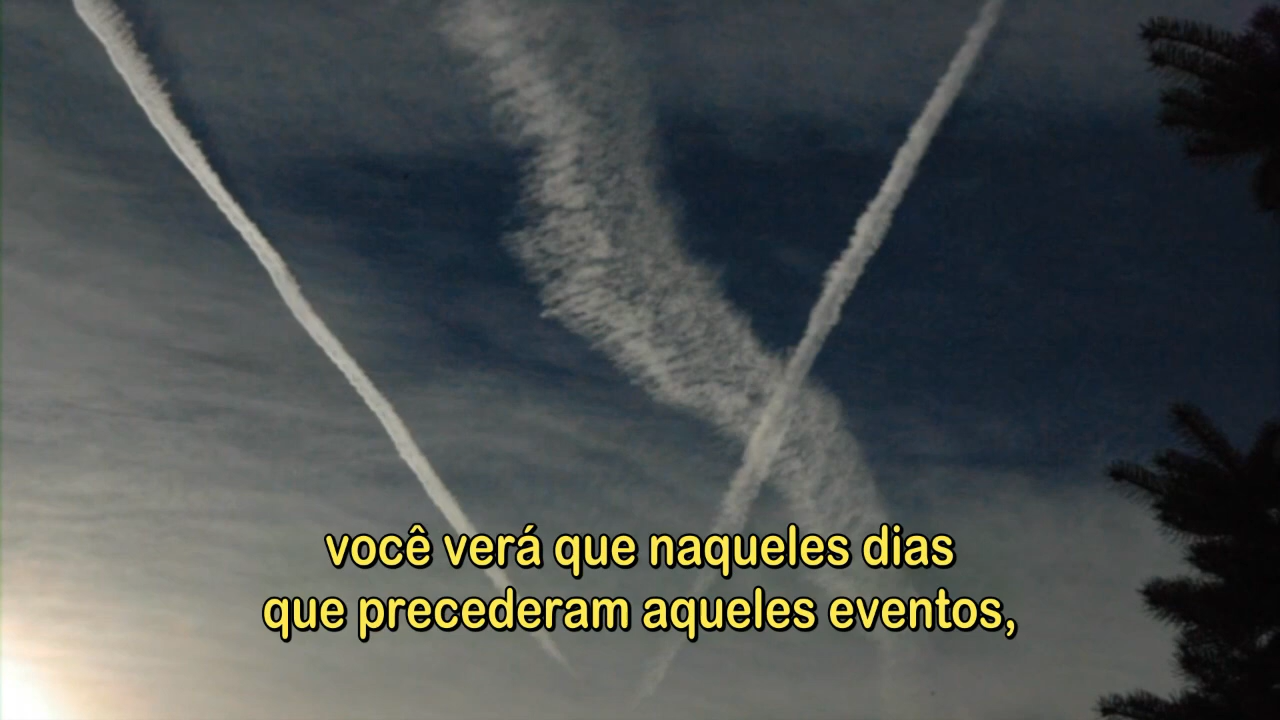 você verá que naqueles dias
que precederam aqueles eventos,